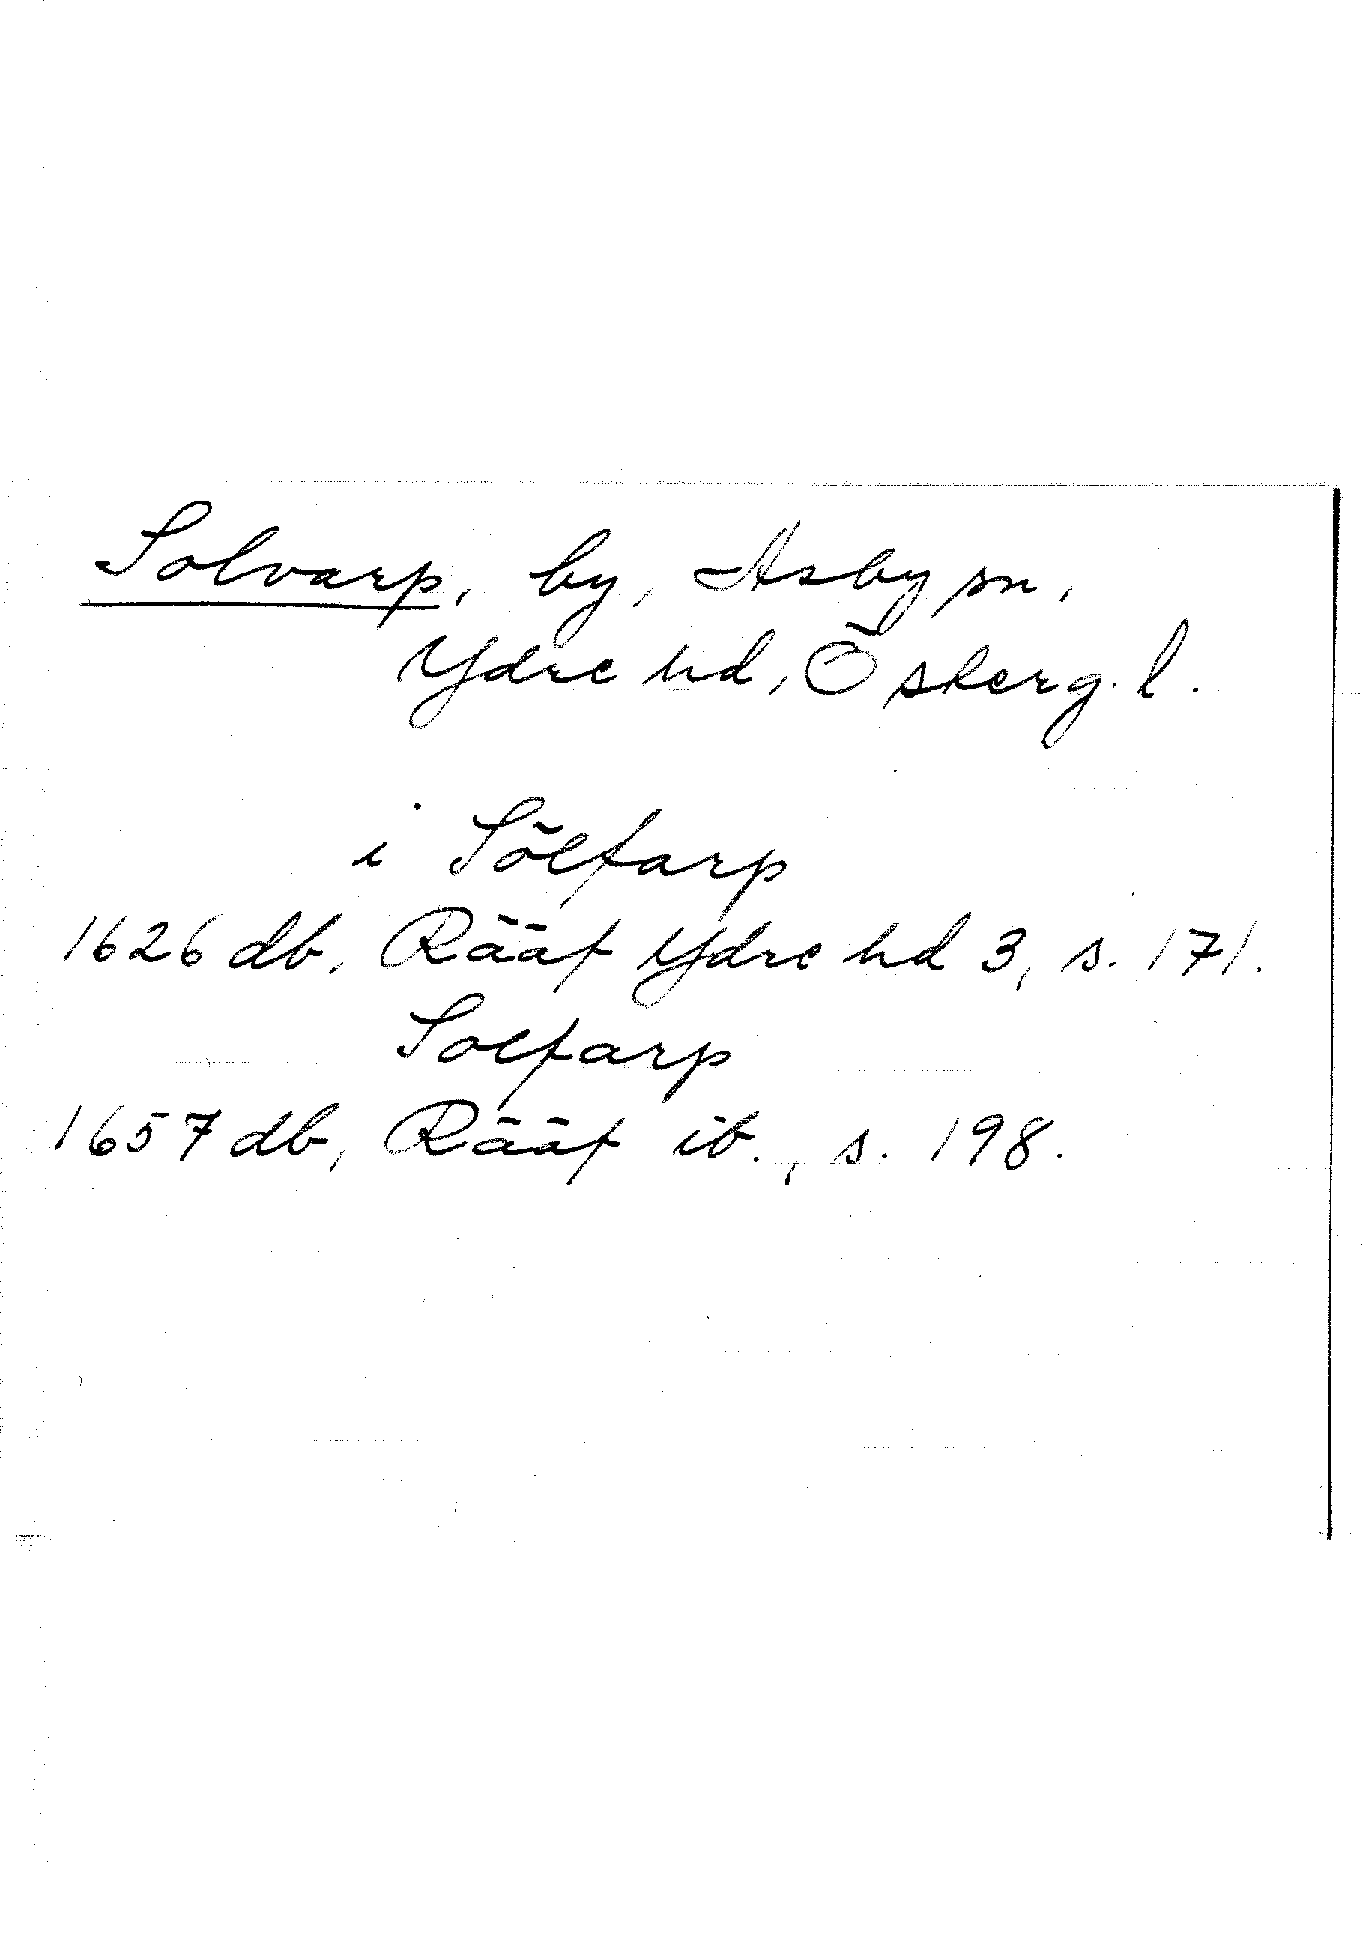 Solvarp, by, Asby sn,
Ydre hd, Östergl.
i Sölfarp
1626 db, Rääf Ydre hd 3, s. 171.
Solfarp
1657 db, Rääf ib., s. 198.